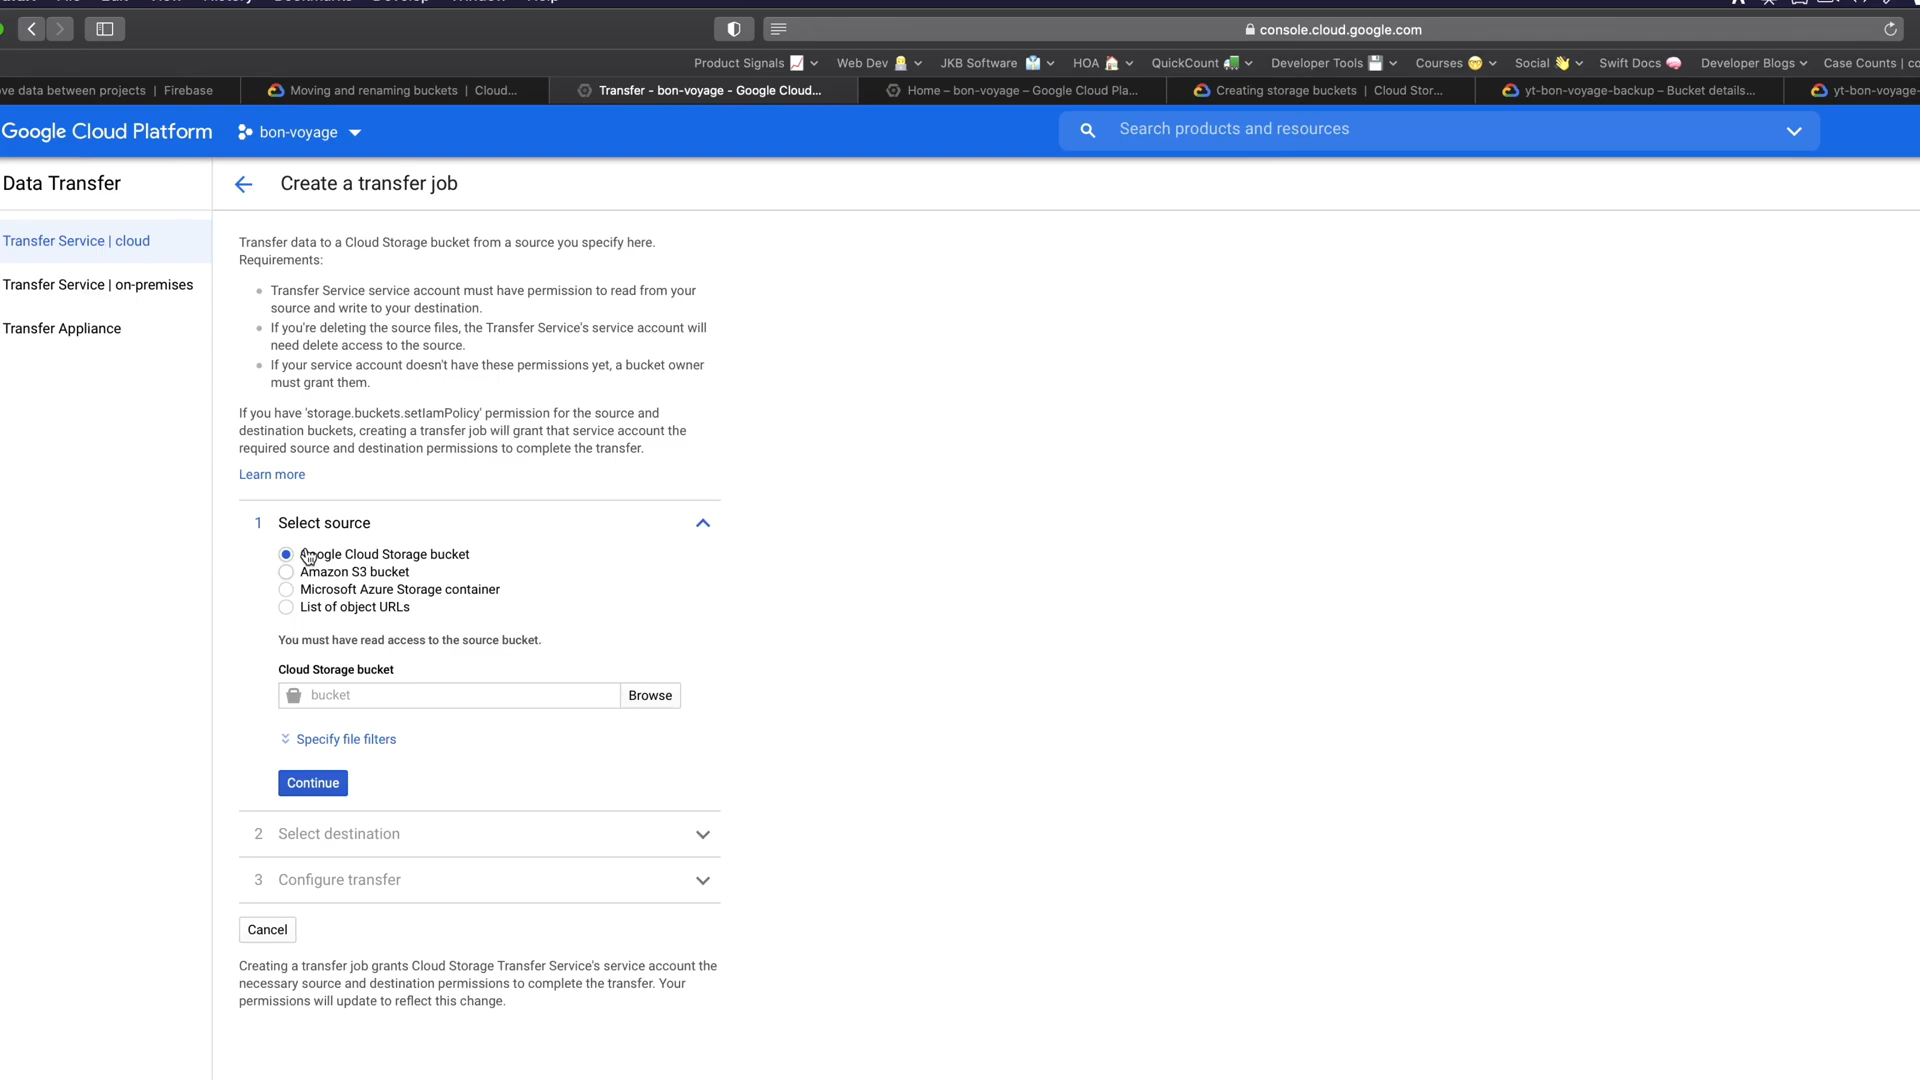 History
Window
Help
console.cloud.google.com
Product Signals
Web Dev
JKB Software
HOA
QuickCount
Developer Tools
Courses
Social
Swift Docs
Developer Blogs
Case Counts | co
ve data between projects | Firebase
Moving and renaming buckets | Cloud...
Transfer - bon-voyage - Google Cloud...
Home – bon-voyage – Google Cloud Pla...
Creating storage buckets | Cloud Stor...
yt-bon-voyage-backup – Bucket details...
yt-bon-voyage-
Google Cloud Platform
bon-voyage
Search products and resources
Data Transfer
Create a transfer job
Transfer Service | cloud
Transfer Service | on-premises
Transfer Appliance
Transfer data to a Cloud Storage bucket from a source you specify here.
Requirements:
Transfer Service service account must have permission to read from your
source and write to your destination.
If you're deleting the source files, the Transfer Service's service account will
need delete access to the source.
If your service account doesn't have these permissions yet, a bucket owner
must grant them.
If you have 'storage.buckets.setIamPolicy' permission for the source and
destination buckets, creating a transfer job will grant that service account the
required source and destination permissions to complete the transfer.
Learn more
1 Select source
Google Cloud Storage bucket
Amazon S3 bucket
Microsoft Azure Storage container
List of object URLs
You must have read access to the source bucket.
Cloud Storage bucket
bucket
Browse
Specify file filters
Continue
2 Select destination
3 Configure transfer
Cancel
Creating a transfer job grants Cloud Storage Transfer Service's service account the
necessary source and destination permissions to complete the transfer. Your
permissions will update to reflect this change.